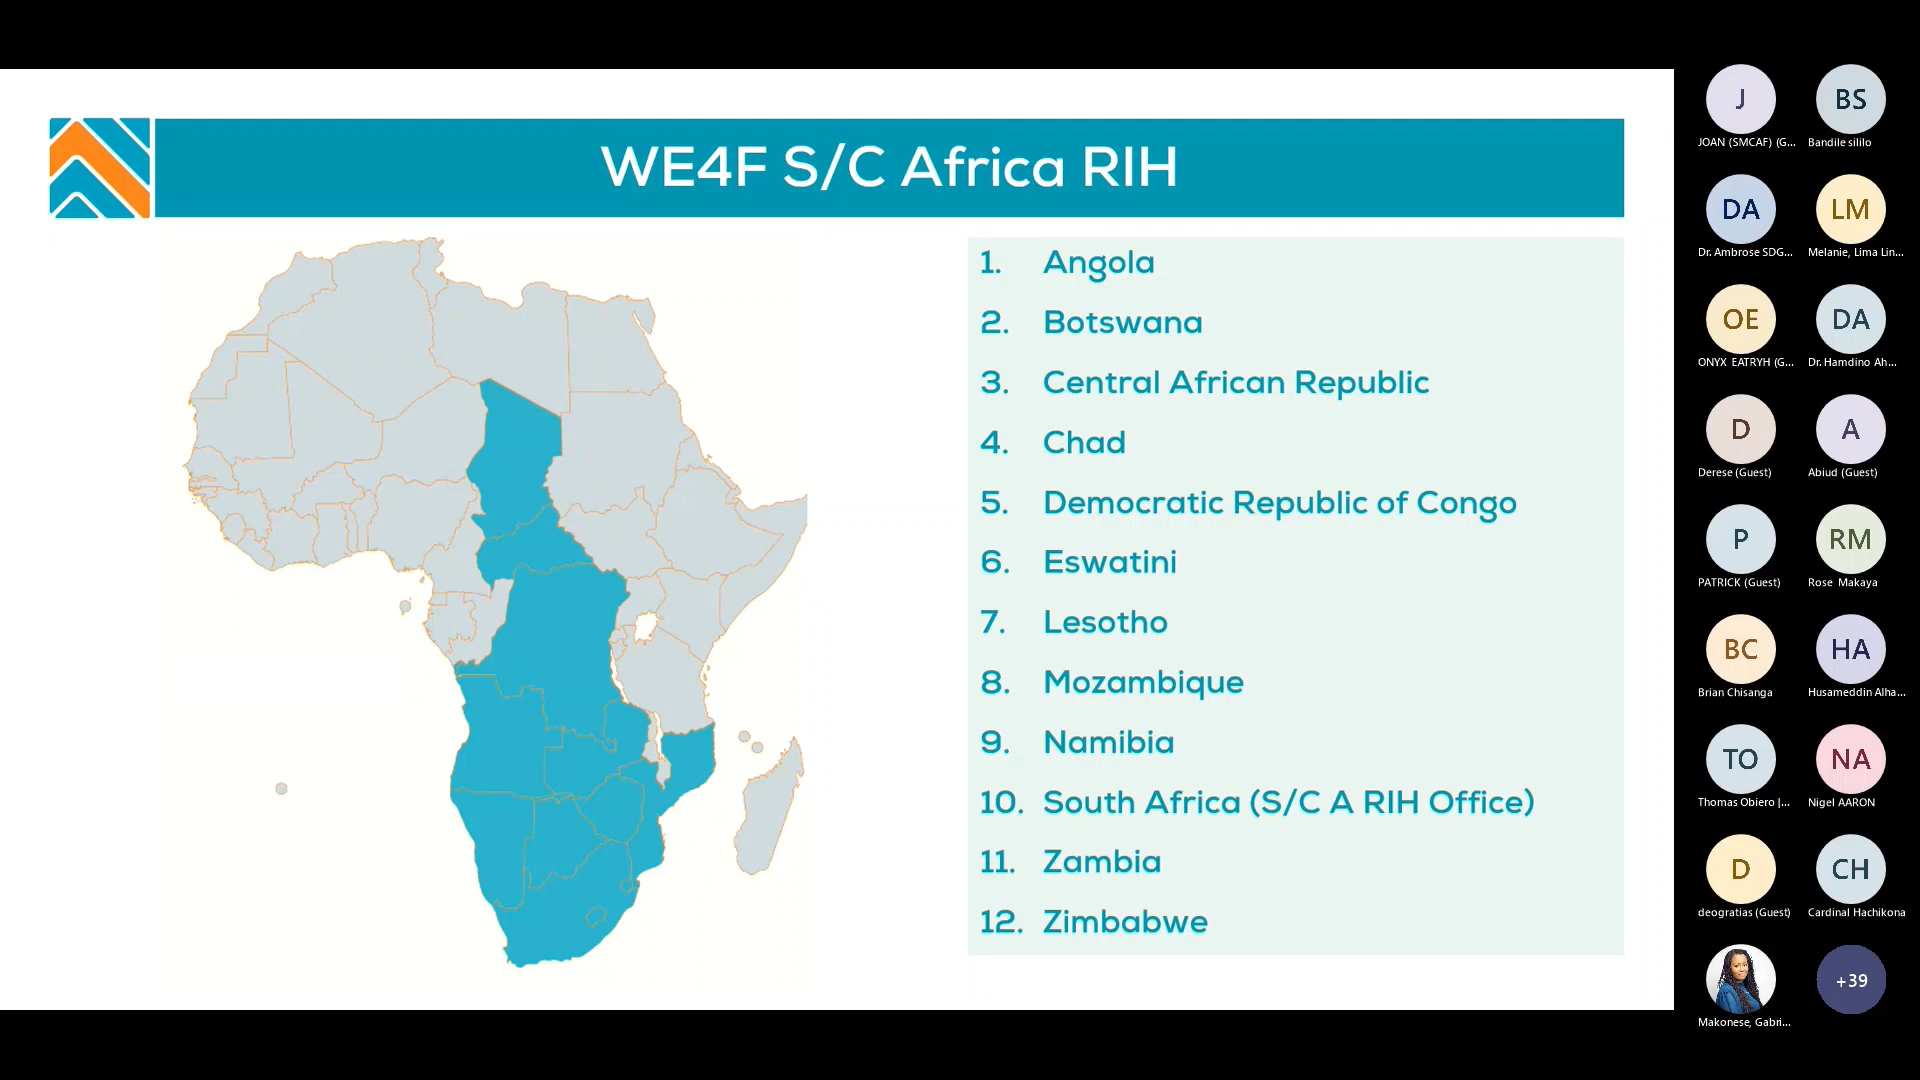 WE4F S/C Africa RIH
1. Angola
2. Botswana
3. Central African Republic
4. Chad
5. Democratic Republic of Congo
6. Eswatini
7. Lesotho
8. Mozambique
9. Namibia
10. South Africa (S/C A RIH Office)
11. Zambia
12. Zimbabwe
J BS
JOAN (SMCAF) (G... Bandile sililo
DA LM
Dr. Ambrose SDG... Melanie, Lima Lin...
OE DA
ONYX EATRYH (G... Dr. Hamdino Ah...
D A
Derese (Guest) Abiud (Guest)
P RM
PATRICK (Guest) Rose Makaya
BC HA
Brian Chisanga Husameddin Alha...
TO NA
Thomas Obiero |... Nigel AARON
D CH
deogratias (Guest) Cardinal Hachikona
+39
Makonese, Gabri...